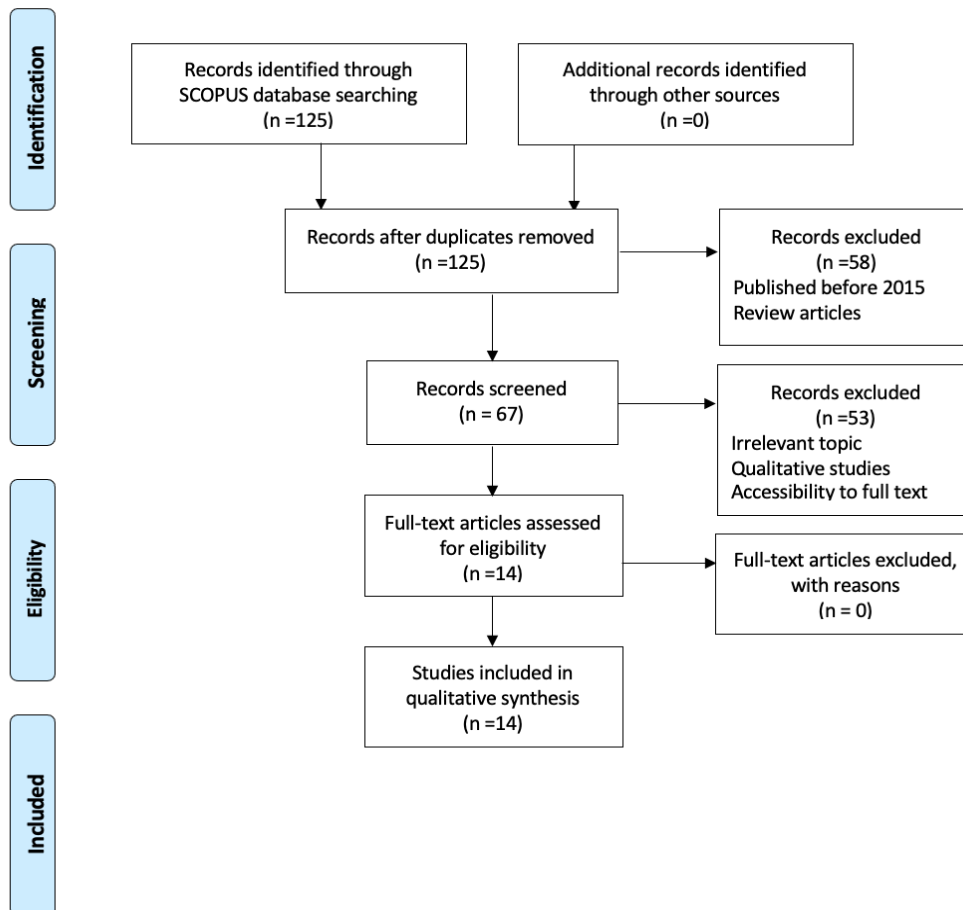 Identification
Records identified through
SCOPUS database searching
(n =125)
Additional records identified
through other sources
(n =0)
Records after duplicates removed
(n =125)
Records excluded
(n =58)
Published before 2015
Review articles
Screening
Records screened
(n = 67)
Records excluded
(n =53)
Irrelevant topic
Qualitative studies
Accessibility to full text
Eligibility
Full-text articles assessed
for eligibility
(n =14)
Full-text articles excluded,
with reasons
(n = 0)
Studies included in
qualitative synthesis
(n =14)
Included